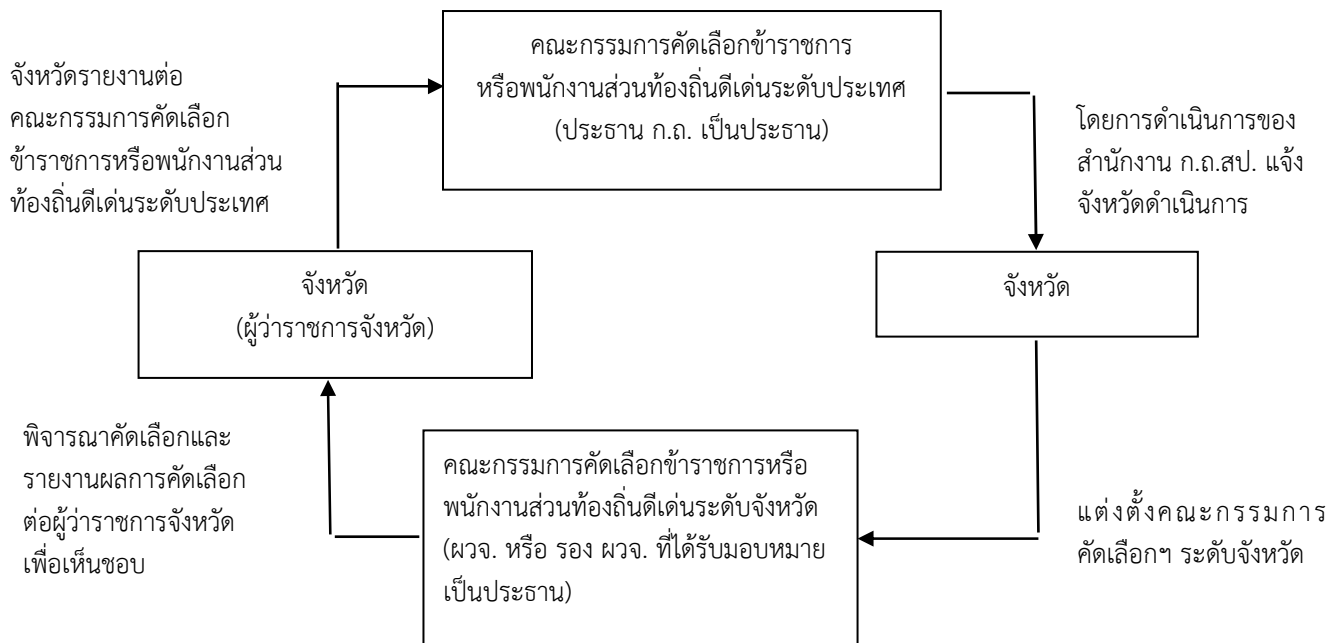 คณะกรรมการคัดเลือกข้าราชการ
หรือพนักงานส่วนท้องถิ่นดีเด่นระดับประเทศ
(ประธาน ก.ถ. เป็นประธาน)
โดยการดำเนินการของ
สำนักงาน ก.ถ.สป. แจ้ง
จังหวัดดำเนินการ
จังหวัด
แต่งตั้งคณะกรรมการ
คัดเลือกฯ ระดับจังหวัด
คณะกรรมการคัดเลือกข้าราชการหรือ
พนักงานส่วนท้องถิ่นดีเด่นระดับจังหวัด
(ผวจ. หรือ รอง ผวจ. ที่ได้รับมอบหมาย
เป็นประธาน)
พิจารณาคัดเลือกและ
รายงานผลการคัดเลือก
ต่อผู้ว่าราชการจังหวัด
เพื่อเห็นชอบ
จังหวัด
(ผู้ว่าราชการจังหวัด)
จังหวัดรายงานต่อ
คณะกรรมการคัดเลือก
ข้าราชการหรือพนักงานส่วน
ท้องถิ่นดีเด่นระดับประเทศ